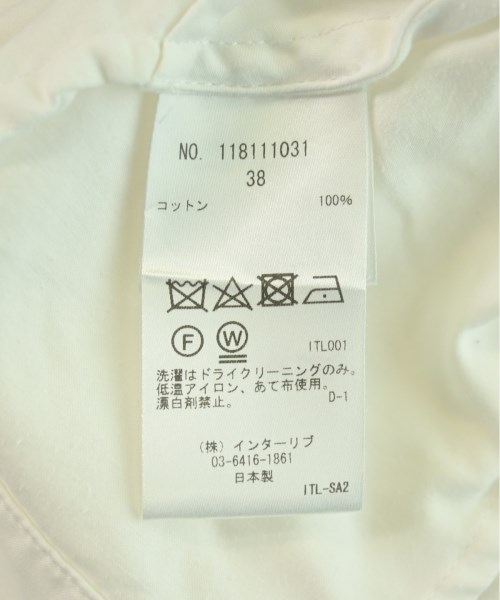 NO. 118111031
38
コットン 100%
F W
ITL001
洗濯はドライクリーニングのみ。
低温アイロン、あて布使用。
漂白剤禁止。 D-1
(株) インターリブ
03-6416-1861
日本製
ITL-SA2